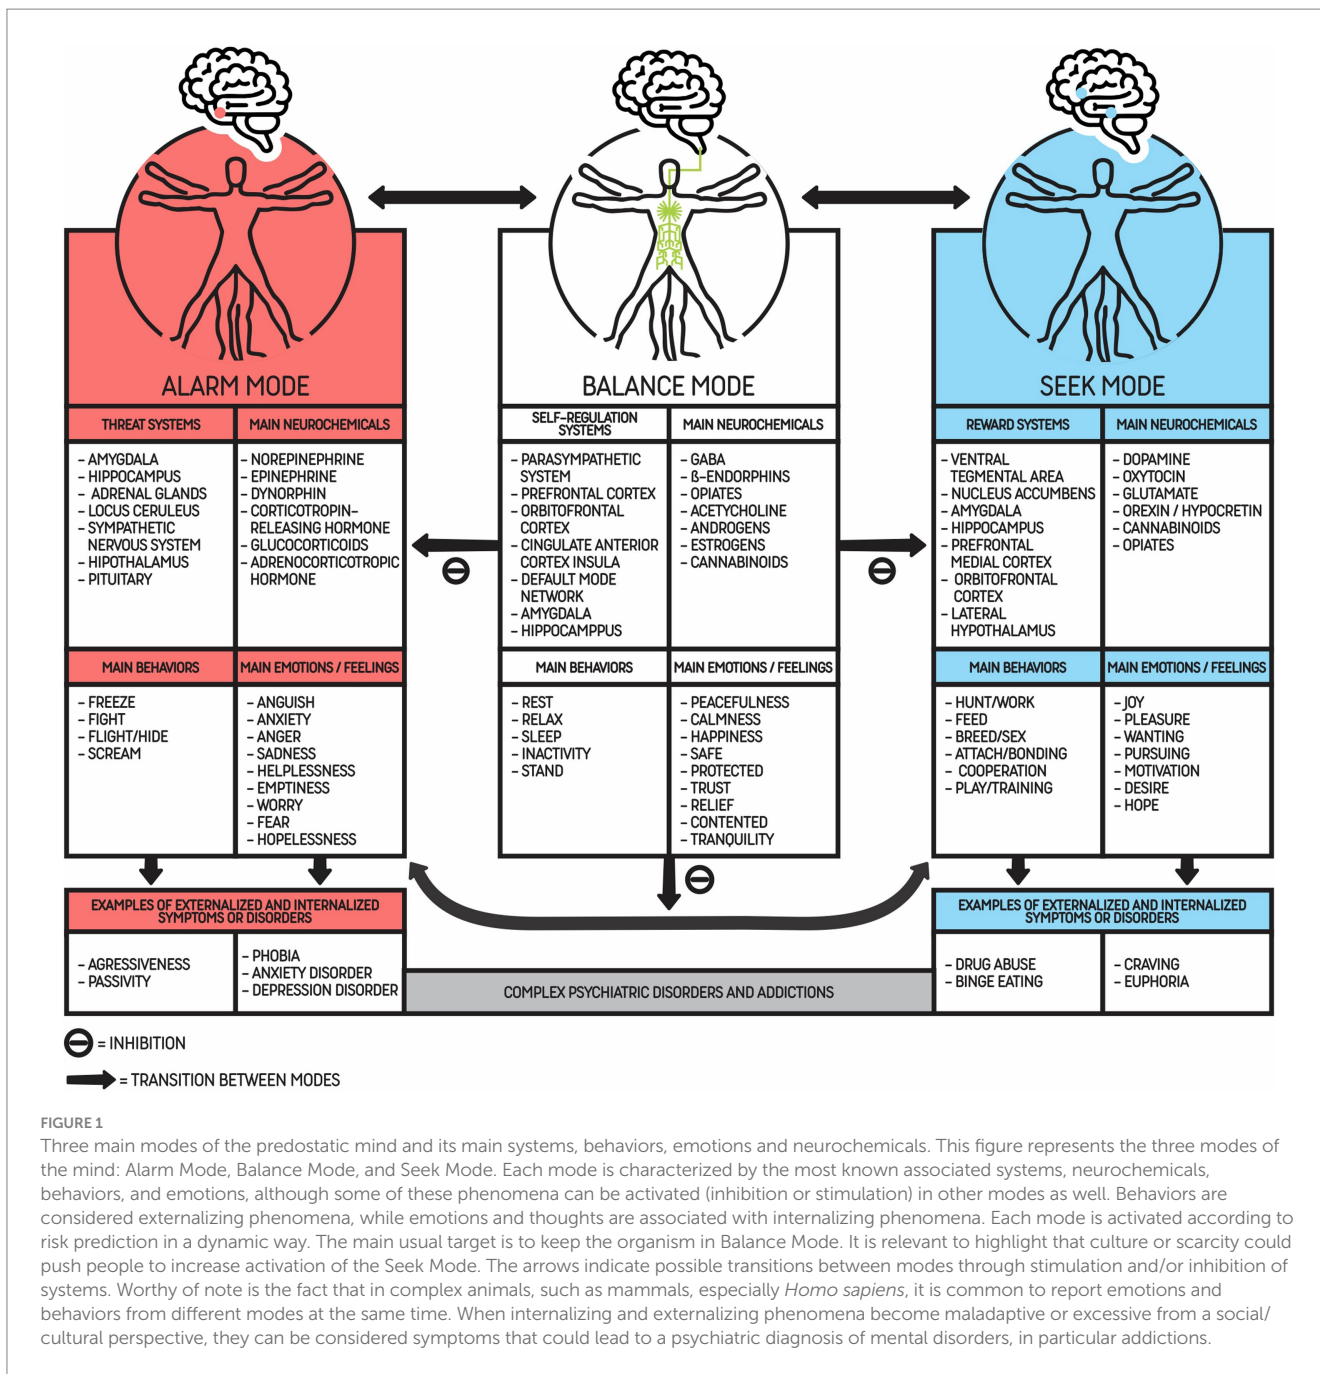 ALARM MODE
THREAT SYSTEMS
MAIN NEUROCHEMICALS
– AMYGDALA
– HIPPOCAMPUS
– ADRENAL GLANDS
– LOCUS CERULEUS
– SYMPATHETIC
NERVOUS SYSTEM
– HIPOTHALAMUS
– PITUITARY
– NOREPINEPHRINE
– EPINEPHRINE
– DYNORPHIN
– CORTICOTROPIN–
RELEASING HORMONE
– GLUCOCORTICOIDS
– ADRENOCORTICOTROPIC
HORMONE
MAIN BEHAVIORS
MAIN EMOTIONS / FEELINGS
– FREEZE
– FIGHT
– FLIGHT/HIDE
– SCREAM
– ANGUISH
– ANXIETY
– ANGER
– SADNESS
– HELPLESSNESS
– EMPTINESS
– WORRY
– FEAR
– HOPELESSNESS
EXAMPLES OF EXTERNALIZED AND INTERNALIZED
SYMPTOMS OR DISORDERS
– AGRESSIVENESS
– PASSIVITY
– PHOBIA
– ANXIETY DISORDER
– DEPRESSION DISORDER
BALANCE MODE
SELF–REGULATION
SYSTEMS
MAIN NEUROCHEMICALS
– PARASYMPATHETIC
SYSTEM
– PREFRONTAL CORTEX
– ORBITOFRONTAL
CORTEX
– CINGULATE ANTERIOR
CORTEX INSULA
– DEFAULT MODE
NETWORK
– AMYGDALA
– HIPPOCAMPPUS
– GABA
– ß-ENDORPHINS
– OPIATES
– ACETYCHOLINE
– ANDROGENS
– ESTROGENS
– CANNABINOIDS
MAIN BEHAVIORS
MAIN EMOTIONS / FEELINGS
– REST
– RELAX
– SLEEP
– INACTIVITY
– STAND
– PEACEFULNESS
– CALMNESS
– HAPPINESS
– SAFE
– PROTECTED
– TRUST
– RELIEF
– CONTENTED
– TRANQUILITY
COMPLEX PSYCHIATRIC DISORDERS AND ADDICTIONS
SEEK MODE
REWARD SYSTEMS
MAIN NEUROCHEMICALS
– VENTRAL
TEGMENTAL AREA
– NUCLEUS ACCUMBENS
– AMYGDALA
– HIPPOCAMPUS
– PREFRONTAL
MEDIAL CORTEX
– ORBITOFRONTAL
CORTEX
– LATERAL
HYPOTHALAMUS
– DOPAMINE
– OXYTOCIN
– GLUTAMATE
– OREXIN / HYPOCRETIN
– CANNABINOIDS
– OPIATES
MAIN BEHAVIORS
MAIN EMOTIONS / FEELINGS
– HUNT/WORK
– FEED
– BREED/SEX
– ATTACH/BONDING
– COOPERATION
– PLAY/TRAINING
– JOY
– PLEASURE
– WANTING
– PURSUING
– MOTIVATION
– DESIRE
– HOPE
EXAMPLES OF EXTERNALIZED AND INTERNALIZED
SYMPTOMS OR DISORDERS
– DRUG ABUSE
– BINGE EATING
– CRAVING
– EUPHORIA
= INHIBITION
= TRANSITION BETWEEN MODES
FIGURE 1
Three main modes of the predostatic mind and its main systems, behaviors, emotions and neurochemicals. This figure represents the three modes of
the mind: Alarm Mode, Balance Mode, and Seek Mode. Each mode is characterized by the most known associated systems, neurochemicals,
behaviors, and emotions, although some of these phenomena can be activated (inhibition or stimulation) in other modes as well. Behaviors are
considered externalizing phenomena, while emotions and thoughts are associated with internalizing phenomena. Each mode is activated according to
risk prediction in a dynamic way. The main usual target is to keep the organism in Balance Mode. It is relevant to highlight that culture or scarcity could
push people to increase activation of the Seek Mode. The arrows indicate possible transitions between modes through stimulation and/or inhibition of
systems. Worthy of note is the fact that in complex animals, such as mammals, especially Homo sapiens, it is common to report emotions and
behaviors from different modes at the same time. When internalizing and externalizing phenomena become maladaptive or excessive from a social/
cultural perspective, they can be considered symptoms that could lead to a psychiatric diagnosis of mental disorders, in particular addictions.